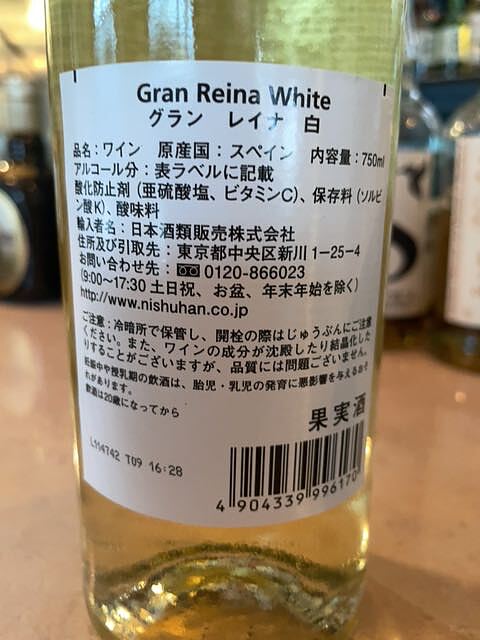 Gran Reina White
グラン レイナ 白
品名：ワイン 原産国：スペイン 内容量：750ml
アルコール分：表ラベルに記載
酸化防止剤（亜硫酸塩、ビタミンC）、保存料（ソルビ
ン酸K）、酸味料
輸入者名：日本酒類販売株式会社
住所及び引取先：東京都中央区新川1-25-4
お問い合わせ先：0120-866023
(9:00～17:30 土日祝、お盆、年末年始を除く)
http://www.nishuhan.co.jp
ご注意：冷暗所で保管し、開栓の際はじゅうぶんにご注意
ください。また、ワインの成分が沈殿したり結晶化した
りすることがございますが、品質には問題ございません。
妊娠中や授乳期の飲酒は、胎児・乳児の発育に悪影響を与えるおそ
れがあります。
飲酒は20歳になってから
果実酒
L114742 T09 16:28
4 904339 996170